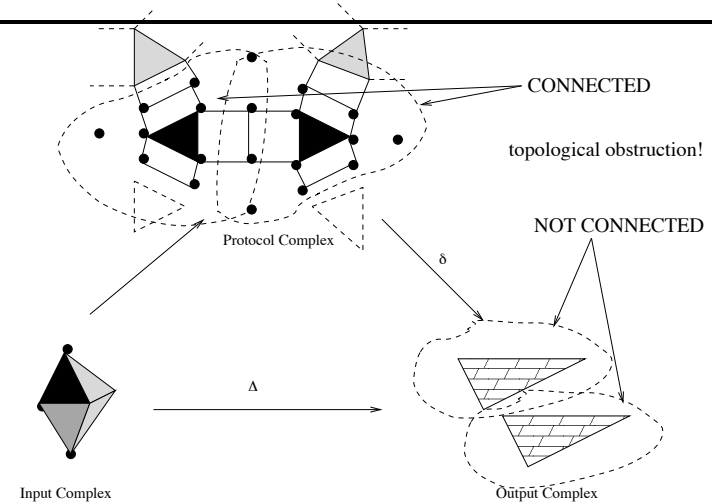 CONNECTED
topological obstruction!
NOT CONNECTED
Protocol Complex
δ
Δ
Input Complex
Output Complex